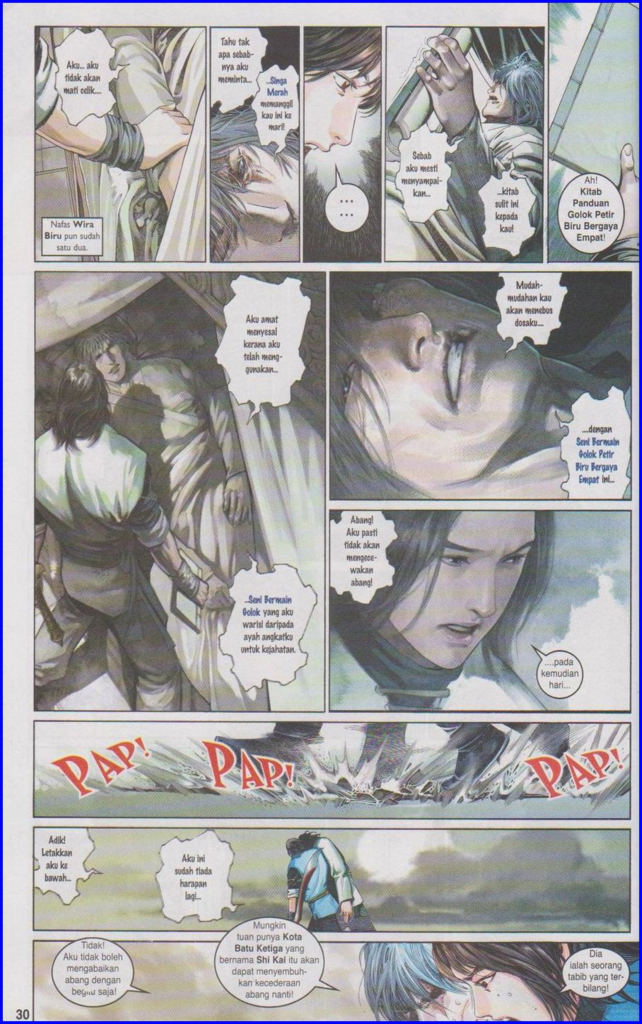 Aku... aku
tidak akan
mati celik....
Nafas Wira
Biru pun sudah
satu dua.
Tahu tak
apa sebab-
nya aku
meminta...
...Singa
Merah
memanggil
kau ini ke
mari!
...
...
Sebab
aku mesti
menyampai-
kan...
...kitab
sulit ini
kepada
kau!
Ah!
Kitab
Panduan
Golok Petir
Biru Bergaya
Empat!
Aku amat
menyesal
kerana aku
telah meng-
gunakan...
...Seni Bermain
Golok yang aku
warisi daripada
ayah angkatku
untuk kejahatan.
Mudah-
mudahan kau
akan menebus
dosaku...
...dengan
Seni Bermain
Golok Petir
Biru Bergaya
Empat ini...
Abang!
Aku pasti
tidak akan
mengece-
wakan
abang!
....pada
kemudian
hari...
PAP!
PAP!
PAP!
Adik!
Letakkan
aku ke
bawah...
Aku ini
sudah tiada
harapan
lagi...
Tidak!
Aku tidak boleh
mengabaikan
abang dengan
begitu saja!
Mungkin
tuan punya Kota
Batu Ketiga yang
bernama Shi Kai itu akan
dapat menyembuh-
kan kecederaan
abang nanti!
Dia
ialah seorang
tabib yang ter-
bilang!
30